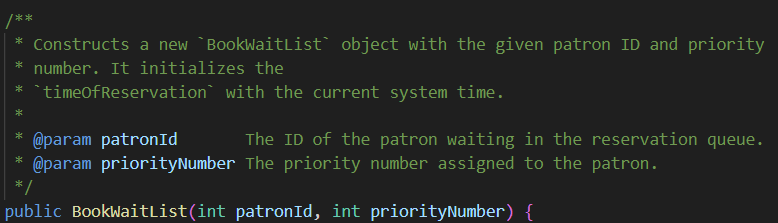 /**
 * Constructs a new `BookWaitList` object with the given patron ID and priority
 * number. It initializes the
 * `timeOfReservation` with the current system time.
 *
 * @param patronId       The ID of the patron waiting in the reservation queue.
 * @param priorityNumber The priority number assigned to the patron.
 */
public BookWaitList(int patronId, int priorityNumber) {